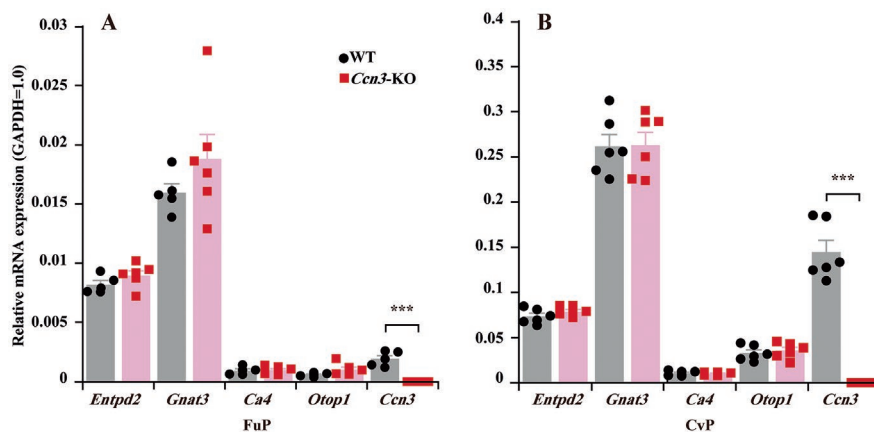 A
B
Relative mRNA expression (GAPDH=1.0)
0.03
0.025
0.02
0.015
0.01
0.005
0
WT
Ccn3-KO
***
Entpd2 Gnat3 Ca4 Otop1 Ccn3
FuP
0.4
0.35
0.3
0.25
0.2
0.15
0.1
0.05
0
***
Entpd2 Gnat3 Ca4 Otop1 Ccn3
CvP